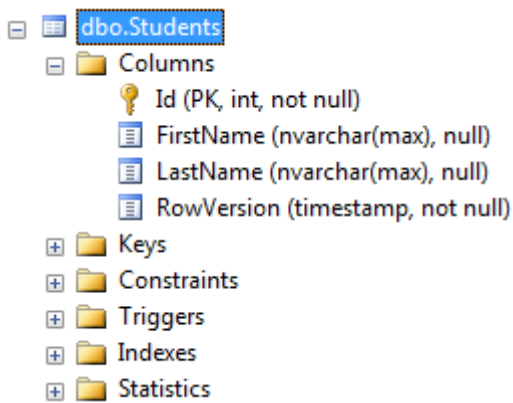 dbo.Students
Columns
Id (PK, int, not null)
FirstName (nvarchar(max), null)
LastName (nvarchar(max), null)
RowVersion (timestamp, not null)
Keys
Constraints
Triggers
Indexes
Statistics